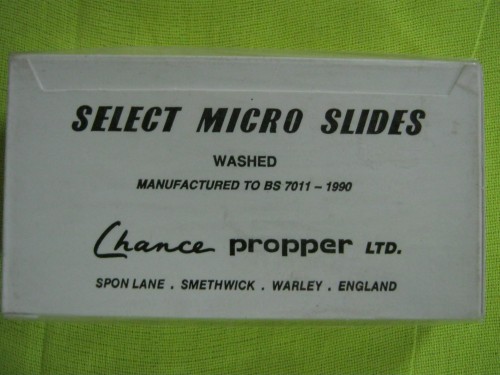 SELECT MICRO SLIDES
WASHED
MANUFACTURED TO BS 7011 – 1990
Chance propper LTD.
SPON LANE . SMETHWICK . WARLEY . ENGLAND